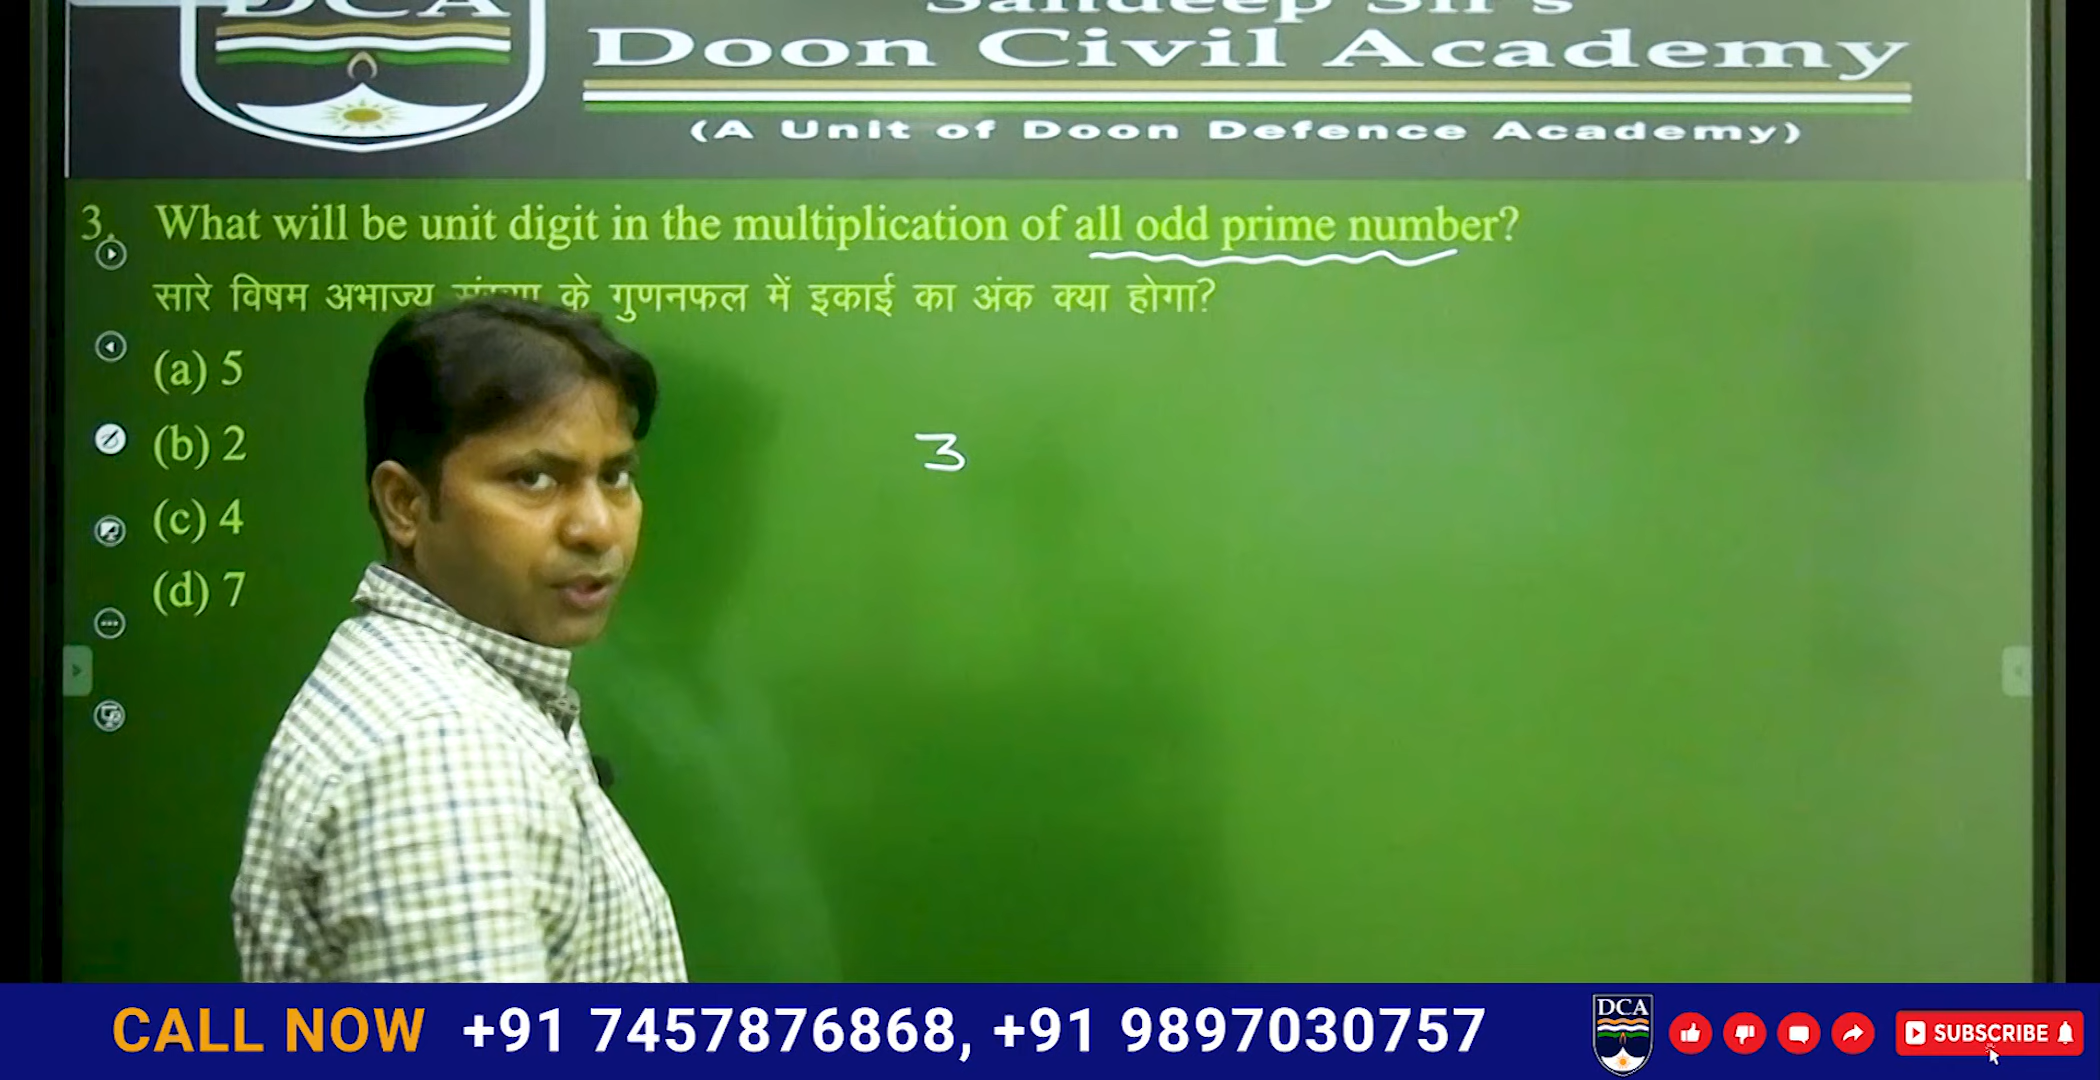 DCA
Sandeep Sir's
Doon Civil Academy
(A Unit of Doon Defence Academy)
3. What will be unit digit in the multiplication of all odd prime number?
सारे विषम अभाज्य संख्या के गुणनफल में इकाई का अंक क्या होगा?
(a) 5
(b) 2
(c) 4
(d) 7
3
CALL NOW +91 7457876868, +91 9897030757
DCA
SUBSCRIBE